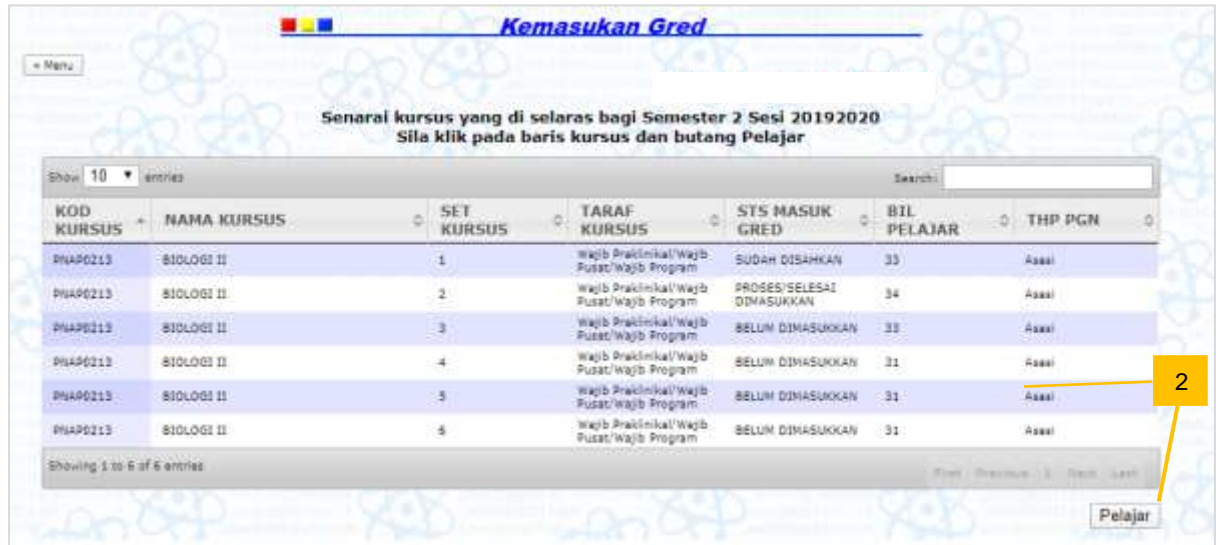 Kemasukan Gred
« Menu
Senarai kursus yang di selaras bagi Semester 2 Sesi 20192020
Sila klik pada baris kursus dan butang Pelajar
Show 10 entries Search:
KOD KURSUS NAMA KURSUS SET KURSUS TARAF KURSUS STS MASUK GRED BIL PELAJAR THP PGN
PNAP0213 BIOLOGI II 1 Wajib Praklinikal/Wajib Pusat/Wajib Program SUDAH DISAHKAN 33 Asasi
PNAP0213 BIOLOGI II 2 Wajib Praklinikal/Wajib Pusat/Wajib Program PROSES/SELESAI DIMASUKKAN 34 Asasi
PNAP0213 BIOLOGI II 3 Wajib Praklinikal/Wajib Pusat/Wajib Program BELUM DIMASUKKAN 33 Asasi
PNAP0213 BIOLOGI II 4 Wajib Praklinikal/Wajib Pusat/Wajib Program BELUM DIMASUKKAN 31 Asasi
PNAP0213 BIOLOGI II 5 Wajib Praklinikal/Wajib Pusat/Wajib Program BELUM DIMASUKKAN 31 Asasi
PNAP0213 BIOLOGI II 6 Wajib Praklinikal/Wajib Pusat/Wajib Program BELUM DIMASUKKAN 31 Asasi
2
Showing 1 to 6 of 6 entries First Previous 1 Next Last
Pelajar